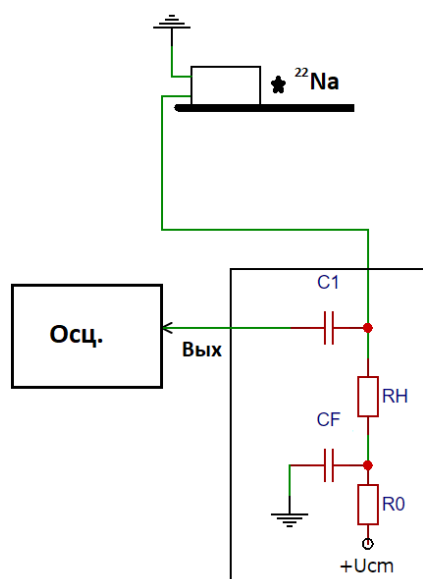 ²²Na
C1
Осц.
Вых
RH
CF
R0
+Ucm